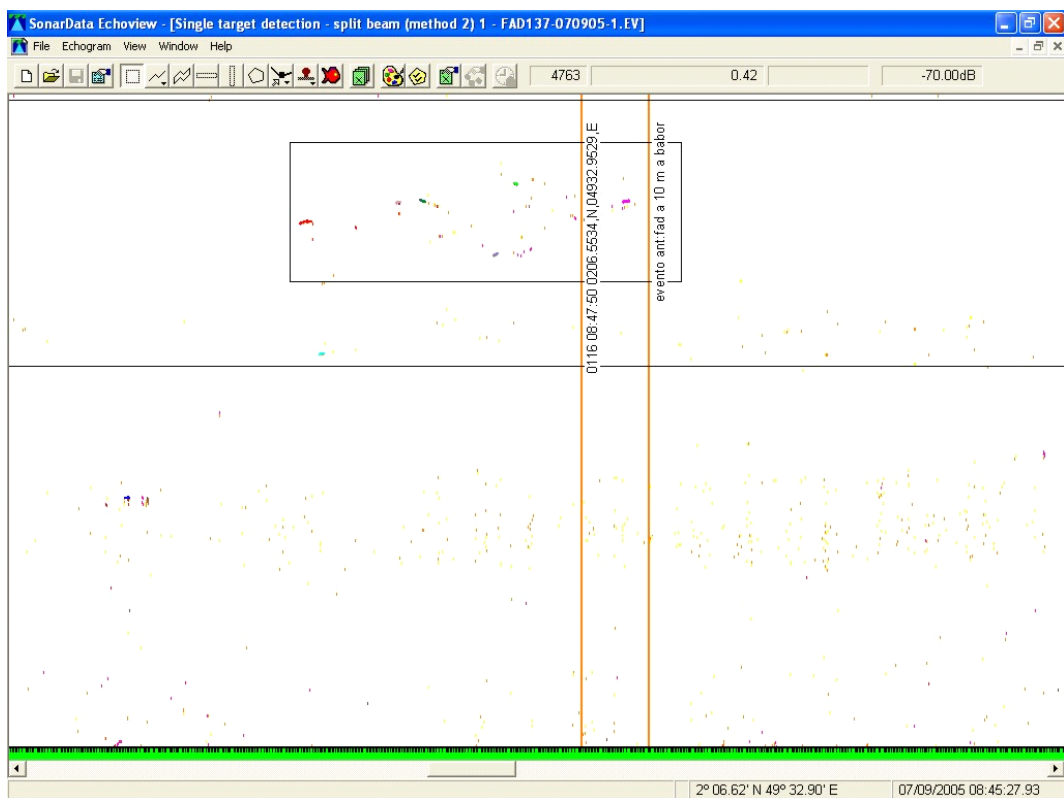 SonarData Echoview - [Single target detection - split beam (method 2) 1 - FAD137-070905-1.EV]
File Echogram View Window Help
4763 0.42 -70.00dB
0116 08:47:50 0206.5534,N,04932.9529,E
evento ant:fad a 10 m a babor
2º 06.62' N 49º 32.90' E 07/09/2005 08:45:27.93